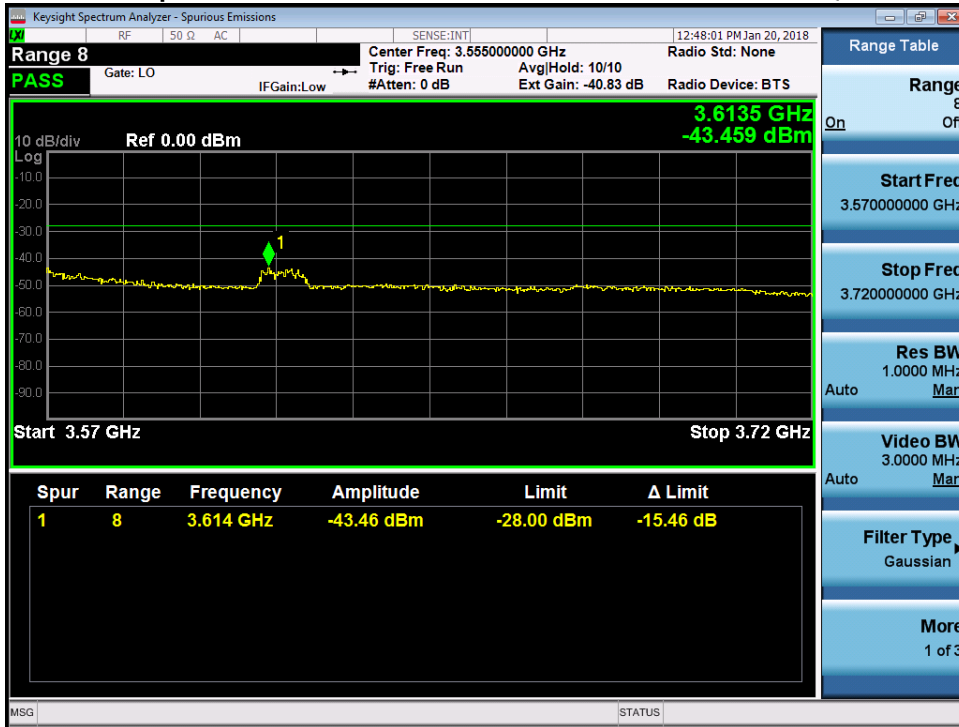 Keysight Spectrum Analyzer - Spurious Emissions
LXI RF 50 Ω AC SENSE:INT 12:48:01 PM Jan 20, 2018
Range 8 Center Freq: 3.555000000 GHz Radio Std: None
PASS Gate: LO IFGain:Low Trig: Free Run Avg|Hold: 10/10
#Atten: 0 dB Ext Gain: -40.83 dB Radio Device: BTS
3.6135 GHz
-43.459 dBm
10 dB/div Ref 0.00 dBm
Log
-10.0
-20.0
-30.0
1
-40.0
-50.0
-60.0
-70.0
-80.0
-90.0
Start 3.57 GHz Stop 3.72 GHz
Spur Range Frequency Amplitude Limit Δ Limit
1 8 3.614 GHz -43.46 dBm -28.00 dBm -15.46 dB
MSG STATUS
Range Table
Range
8
On Of
Start Freq
3.570000000 GHz
Stop Freq
3.720000000 GHz
Res BW
1.0000 MHz
Auto Man
Video BW
3.0000 MHz
Auto Man
Filter Type
Gaussian
More
1 of 3